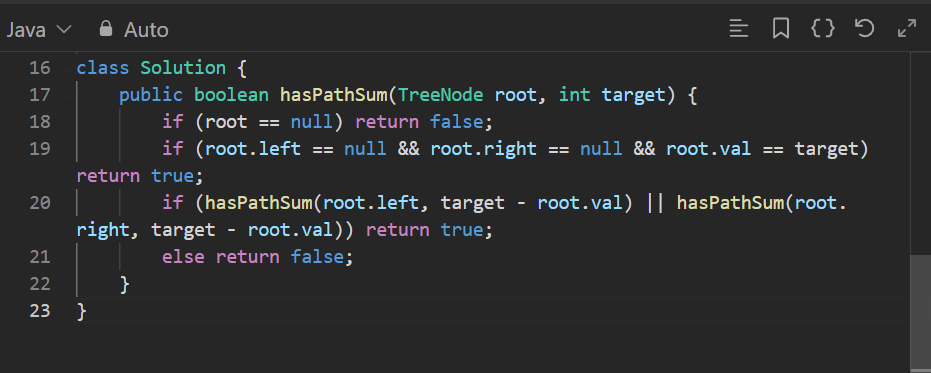 Java Auto
16 class Solution {
17 public boolean hasPathSum(TreeNode root, int target) {
18 if (root == null) return false;
19 if (root.left == null && root.right == null && root.val == target)
return true;
20 if (hasPathSum(root.left, target - root.val) || hasPathSum(root.
right, target - root.val)) return true;
21 else return false;
22 }
23 }